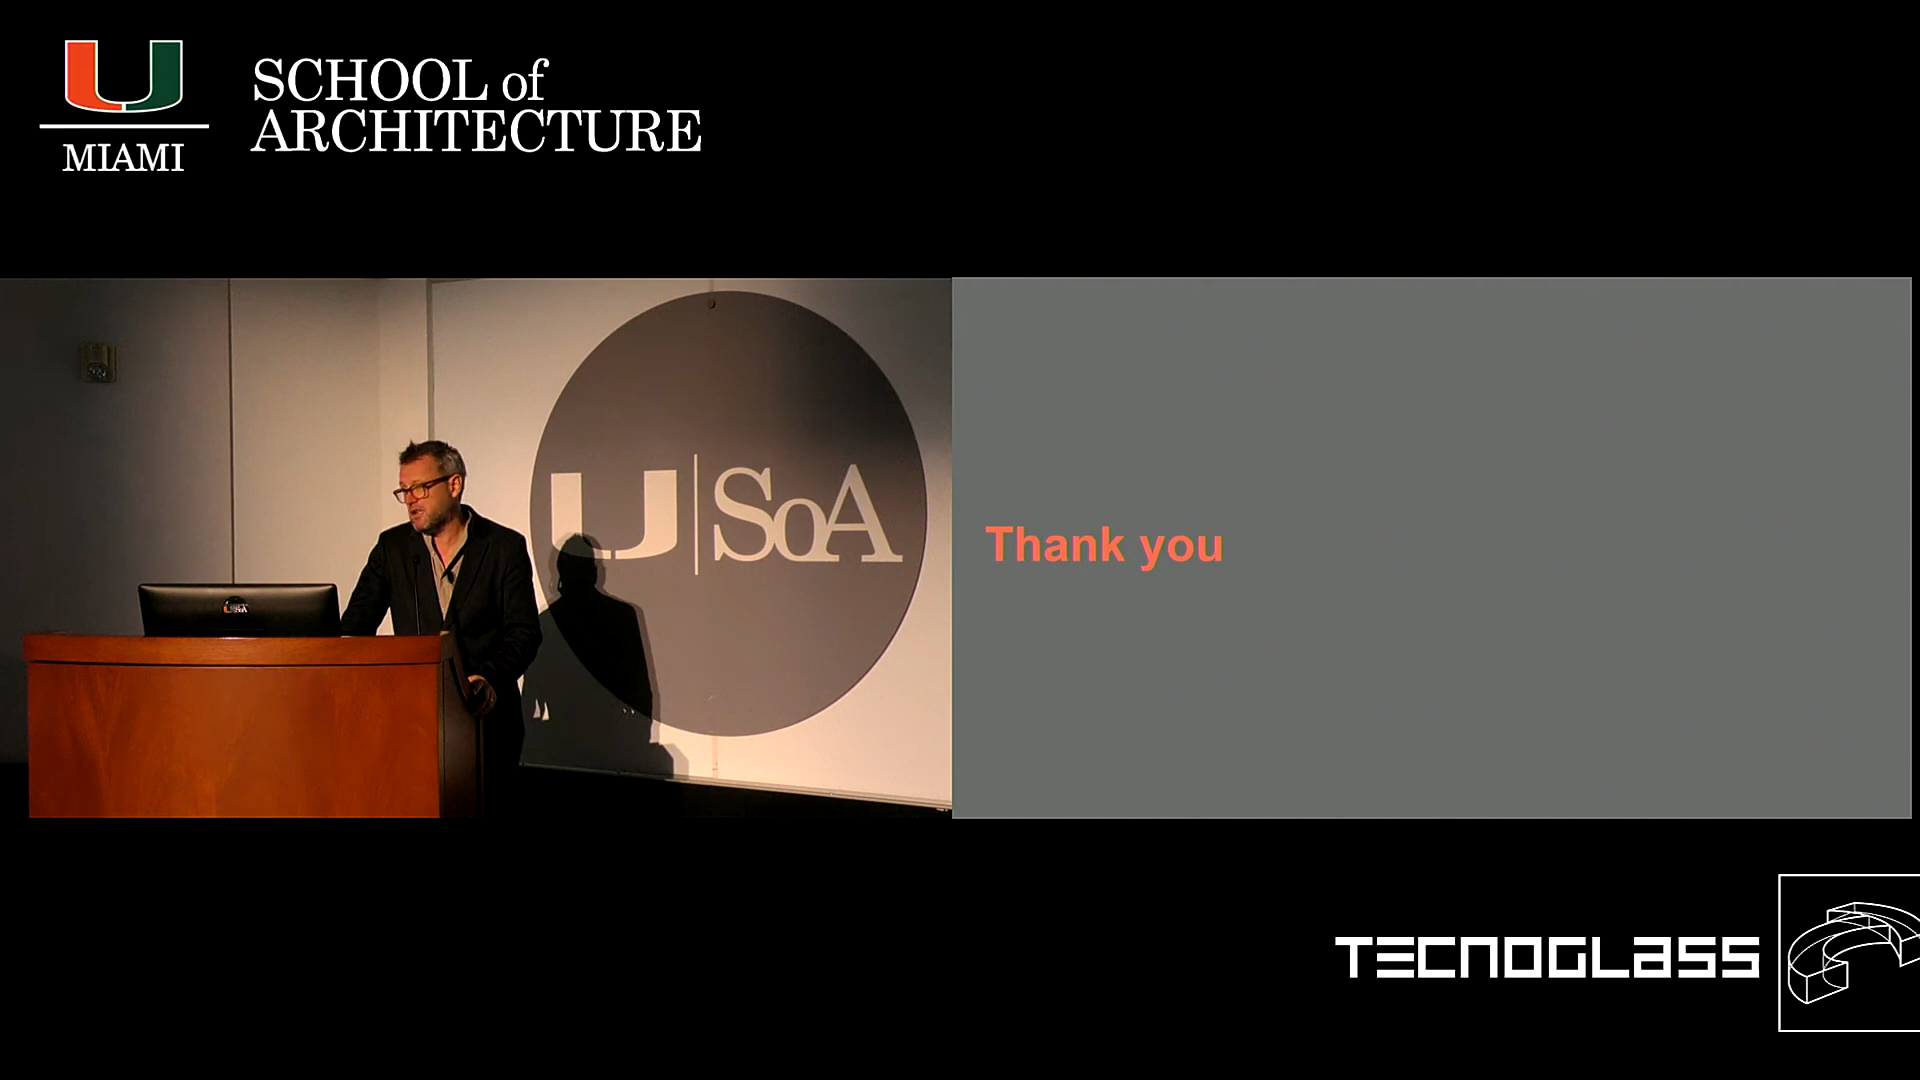 MIAMI
SCHOOL of
ARCHITECTURE
U|SoA
Thank you
TECNOGLASS